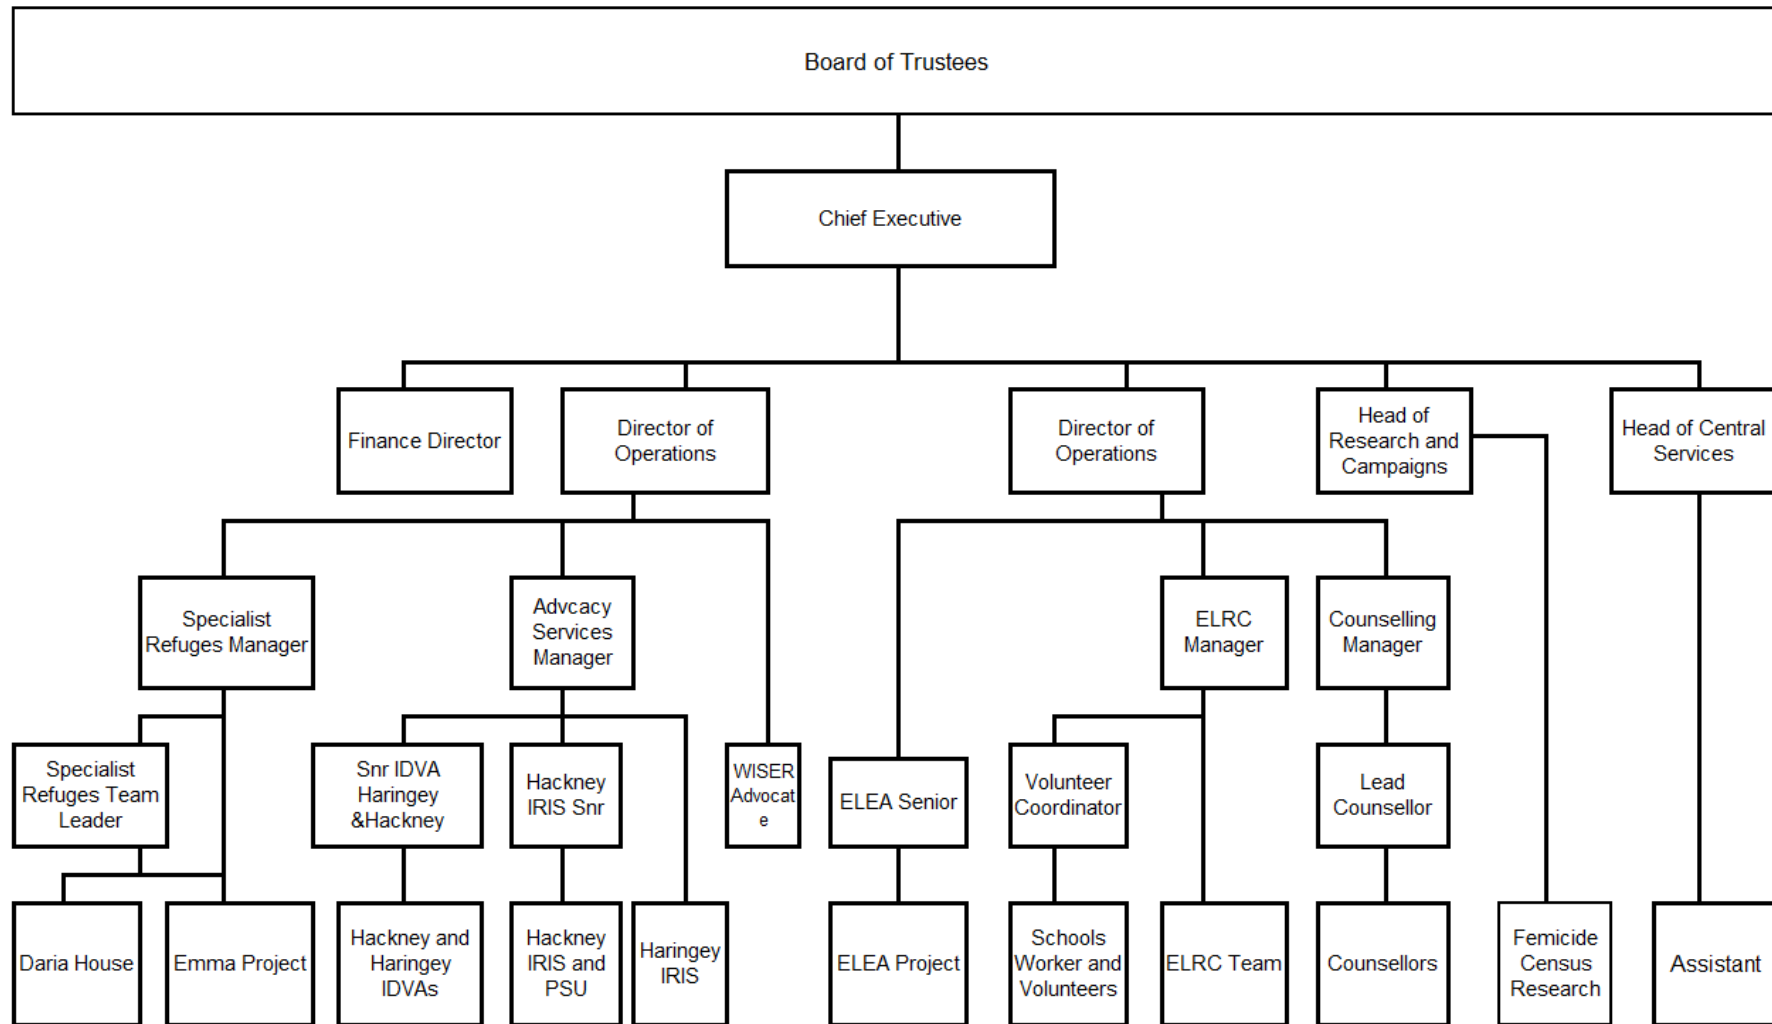 Board of Trustees
Chief Executive
Finance Director
Director of
Operations
Director of
Operations
Head of
Research and
Campaigns
Head of Central
Services
Specialist
Refuges Manager
Advcacy
Services
Manager
ELRC
Manager
Counselling
Manager
Specialist
Refuges Team
Leader
Snr IDVA
Haringey
&Hackney
Hackney
IRIS Snr
WISER
Advocat
e
ELEA Senior
Volunteer
Coordinator
Lead
Counsellor
Daria House
Emma Project
Hackney and
Haringey
IDVAs
Hackney
IRIS and
PSU
Haringey
IRIS
ELEA Project
Schools
Worker and
Volunteers
ELRC Team
Counsellors
Femicide
Census
Research
Assistant